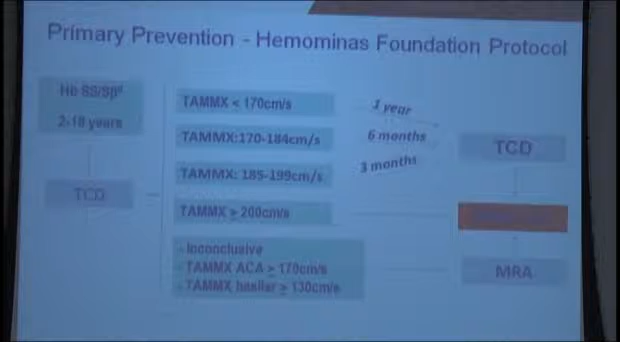 Primary Prevention - Hemominas Foundation Protocol
Hb SS/Sβ⁰
2-18 years
TCD
TAMMX < 170cm/s
TAMMX:170-184cm/s
TAMMX: 185-199cm/s
TAMMX ≥ 200cm/s
- Inconclusive
- TAMMX ACA ≥ 170cm/s
- TAMMX basilar ≥ 130cm/s
1 year
6 months
3 months
TCD
MRA